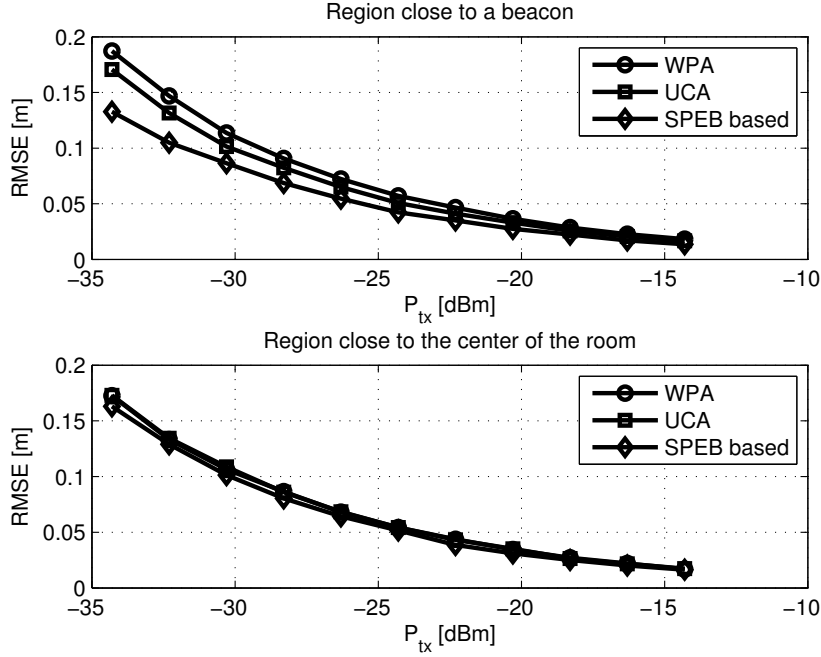 Region close to a beacon
0.2
0.15
0.1
0.05
0
RMSE [m]
WPA
UCA
SPEB based
−35 −30 −25 −20 −15 −10
P_tx [dBm]
Region close to the center of the room
0.2
0.15
0.1
0.05
0
RMSE [m]
WPA
UCA
SPEB based
−35 −30 −25 −20 −15 −10
P_tx [dBm]